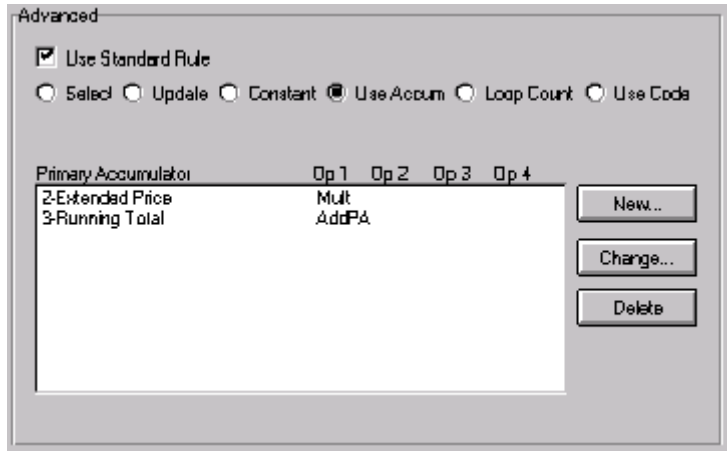 Advanced
Use Standard Rule
Select Update Constant Use Accum Loop Count Use Code
Primary Accumulator Op 1 Op 2 Op 3 Op 4
2-Extended Price Mult
3-Running Total AddPA
New...
Change...
Delete